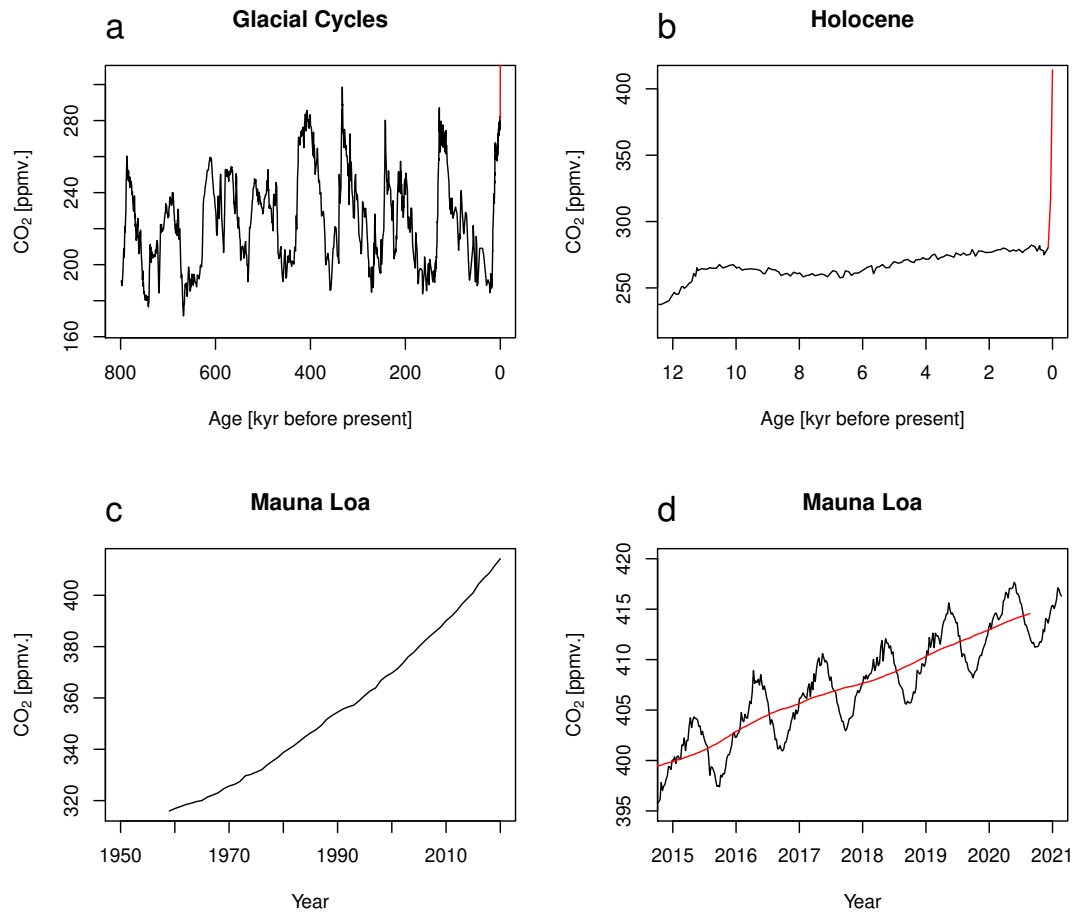 a
Glacial Cycles
CO2 [ppmv.]
160 200 240 280
800 600 400 200 0
Age [kyr before present]
b
Holocene
CO2 [ppmv.]
250 300 350 400
12 10 8 6 4 2 0
Age [kyr before present]
c
Mauna Loa
CO2 [ppmv.]
320 340 360 380 400
1950 1970 1990 2010
Year
d
Mauna Loa
CO2 [ppmv.]
395 400 405 410 415 420
2015 2016 2017 2018 2019 2020 2021
Year